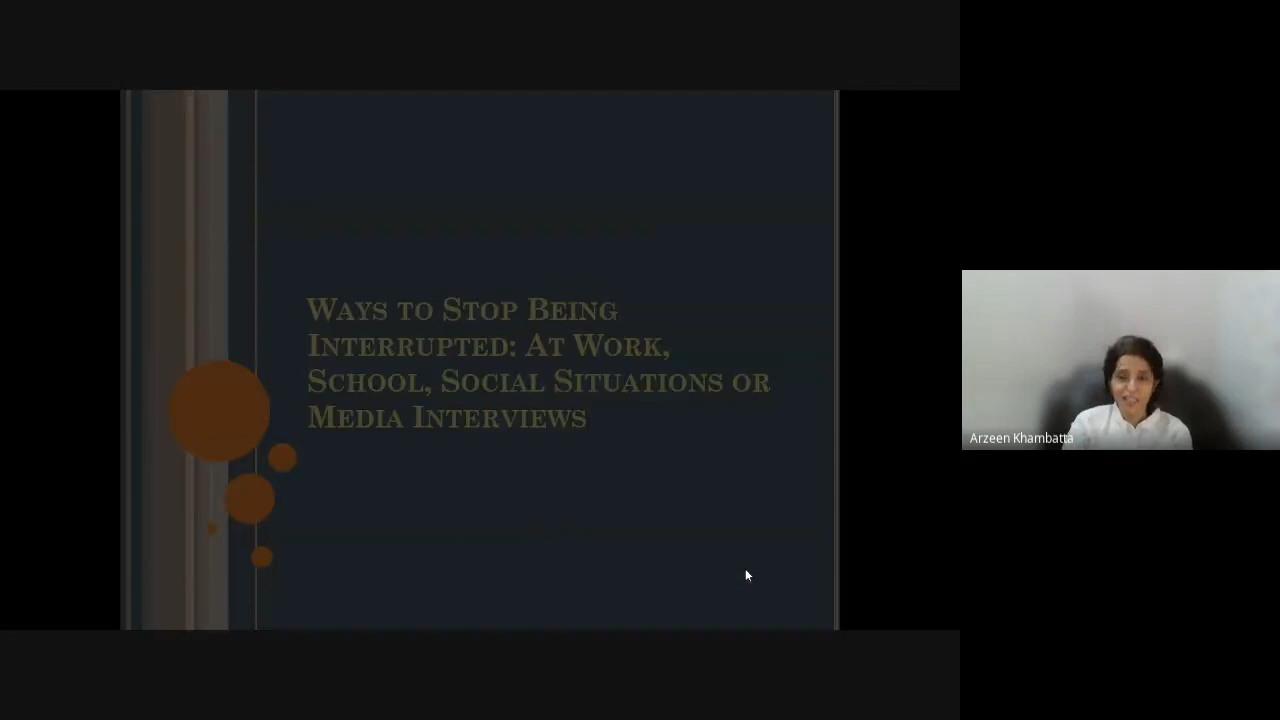 Ways to Stop Being
Interrupted: At Work,
School, Social Situations or
Media Interviews
Arzeen Khambatta